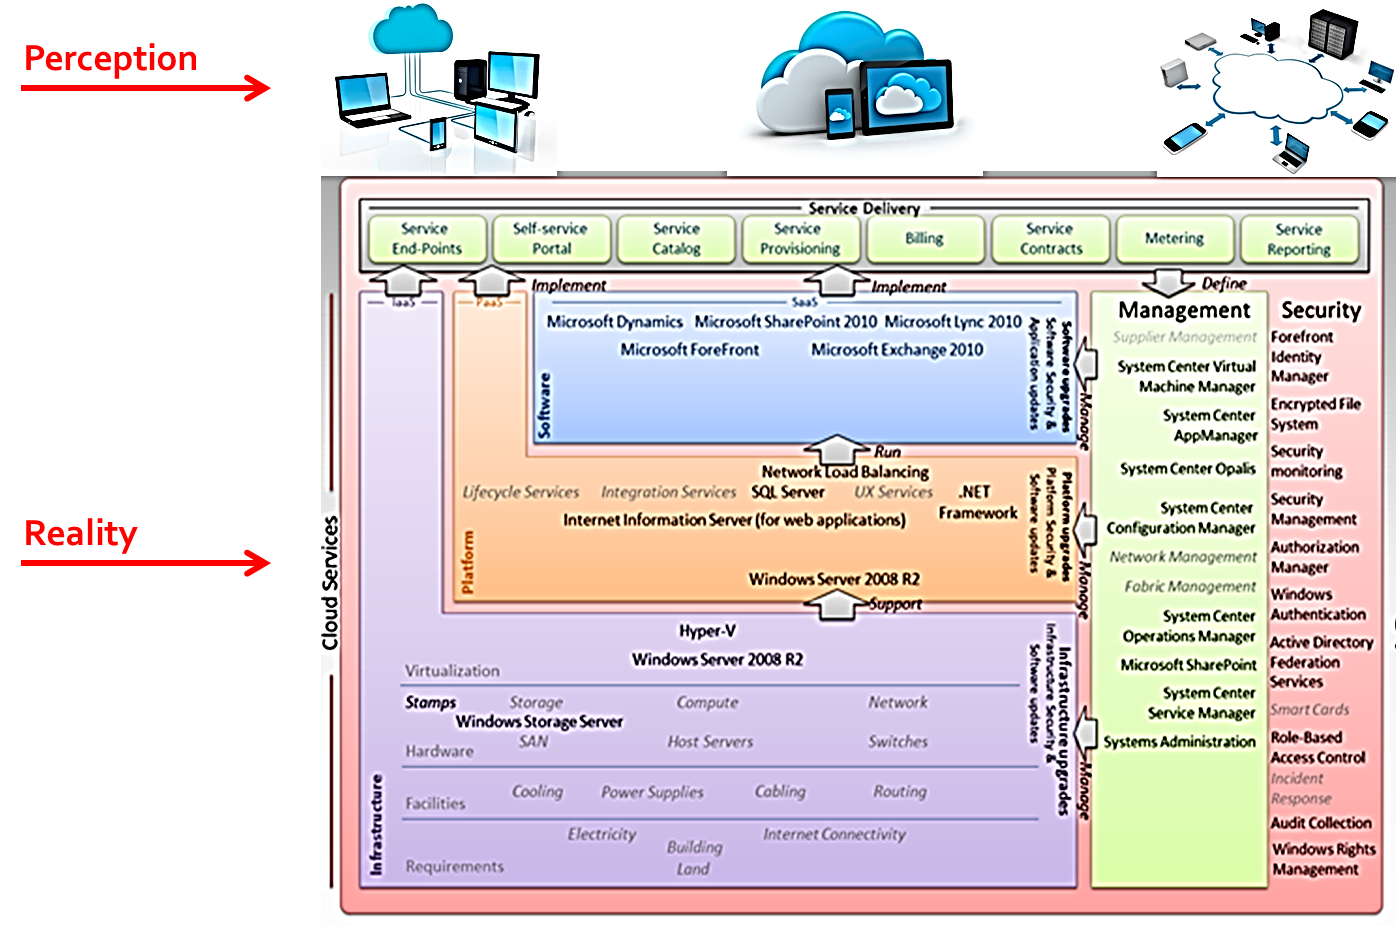 Perception
Service Delivery
Service
End-Points
Self-service
Portal
Service
Catalog
Service
Provisioning
Billing
Service
Contracts
Metering
Service
Reporting
Implement
Implement
Define
IaaS
PaaS
SaaS
Microsoft Dynamics
Microsoft SharePoint 2010
Microsoft Lync 2010
Microsoft ForeFront
Microsoft Exchange 2010
Software
Software upgrades
Software Security &
Application updates
Manage
Run
Network Load Balancing
Lifecycle Services
Integration Services
SQL Server
UX Services
.NET
Framework
Internet Information Server (for web applications)
Windows Server 2008 R2
Platform
Platform upgrades
Platform Security &
Software updates
Manage
Support
Reality
Cloud Services
Hyper-V
Windows Server 2008 R2
Virtualization
Stamps
Storage
Compute
Network
Windows Storage Server
Hardware
SAN
Host Servers
Switches
Facilities
Cooling
Power Supplies
Cabling
Routing
Electricity
Building
Land
Internet Connectivity
Requirements
Infrastructure
Infrastructure upgrades
Infrastructure Security &
Software updates
Manage
Management
Supplier Management
System Center Virtual
Machine Manager
System Center
AppManager
System Center Opalis
System Center
Configuration Manager
Network Management
Fabric Management
System Center
Operations Manager
Microsoft SharePoint
System Center
Service Manager
Systems Administration
Security
Forefront
Identity
Manager
Encrypted File
System
Security
monitoring
Security
Management
Authorization
Manager
Windows
Authentication
Active Directory
Federation
Services
Smart Cards
Role-Based
Access Control
Incident
Response
Audit Collection
Windows Rights
Management